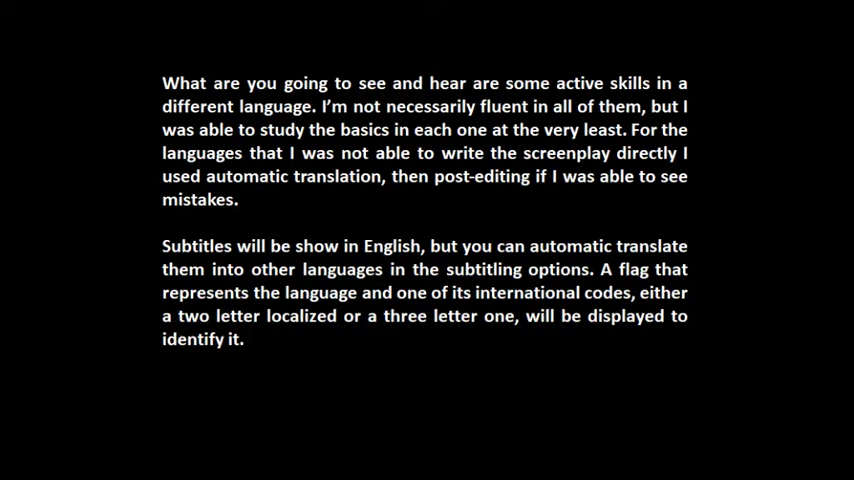 What are you going to see and hear are some active skills in a
different language. I'm not necessarily fluent in all of them, but I
was able to study the basics in each one at the very least. For the
languages that I was not able to write the screenplay directly I
used automatic translation, then post-editing if I was able to see
mistakes.
Subtitles will be show in English, but you can automatic translate
them into other languages in the subtitling options. A flag that
represents the language and one of its international codes, either
a two letter localized or a three letter one, will be displayed to
identify it.